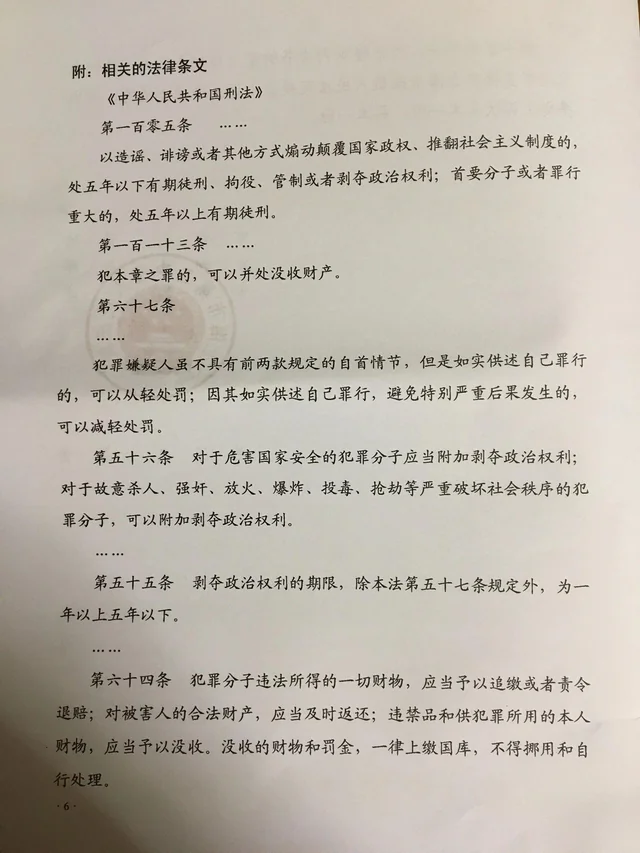 附：相关的法律条文
《中华人民共和国刑法》
第一百零五条 ……
以造谣、诽谤或者其他方式煽动颠覆国家政权、推翻社会主义制度的，
处五年以下有期徒刑、拘役、管制或者剥夺政治权利；首要分子或者罪行
重大的，处五年以上有期徒刑。
第一百一十三条 ……
犯本章之罪的，可以并处没收财产。
第六十七条
……
犯罪嫌疑人虽不具有前两款规定的自首情节，但是如实供述自己罪行
的，可以从轻处罚；因其如实供述自己罪行，避免特别严重后果发生的，
可以减轻处罚。
第五十六条 对于危害国家安全的犯罪分子应当附加剥夺政治权利；
对于故意杀人、强奸、放火、爆炸、投毒、抢劫等严重破坏社会秩序的犯
罪分子，可以附加剥夺政治权利。
……
第五十五条 剥夺政治权利的期限，除本法第五十七条规定外，为一
年以上五年以下。
……
第六十四条 犯罪分子违法所得的一切财物，应当予以追缴或者责令
退赔；对被害人的合法财产，应当及时返还；违禁品和供犯罪所用的本人
财物，应当予以没收。没收的财物和罚金，一律上缴国库，不得挪用和自
行处理。
·6·